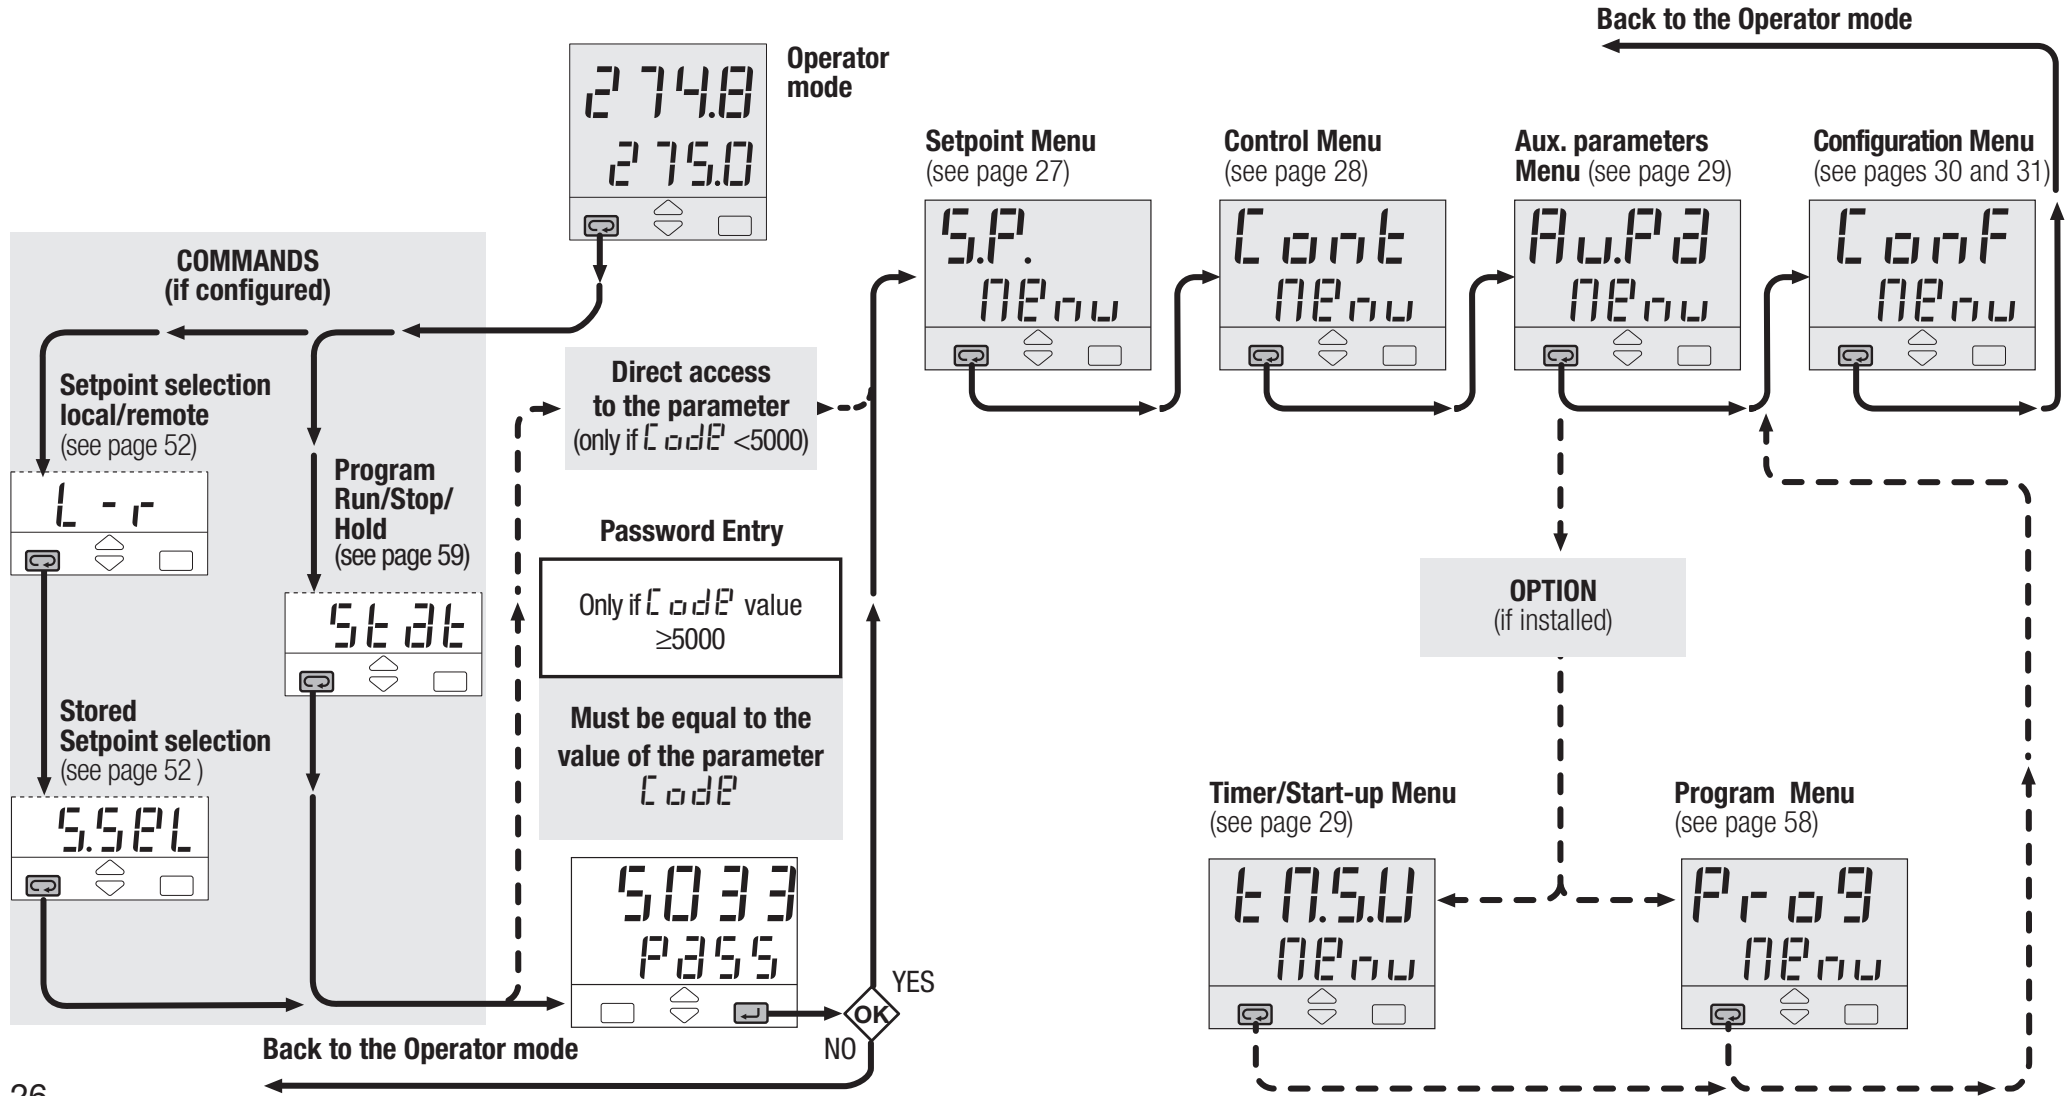 Back to the Operator mode
Operator
mode
274.8
275.0
Setpoint Menu
(see page 27)
S.P.
MEnu
Control Menu
(see page 28)
Cont
MEnu
Aux. parameters
Menu (see page 29)
Au.Pa
MEnu
Configuration Menu
(see pages 30 and 31)
ConF
MEnu
COMMANDS
(if configured)
Setpoint selection
local/remote
(see page 52)
L-r
Program
Run/Stop/
Hold
(see page 59)
Stat
Stored
Setpoint selection
(see page 52 )
S.SeL
Direct access
to the parameter
(only if Code <5000)
Password Entry
Only if Code value
≥5000
Must be equal to the
value of the parameter
Code
5033
Pass
OK
YES
NO
Back to the Operator mode
OPTION
(if installed)
Timer/Start-up Menu
(see page 29)
tM.S.U
MEnu
Program Menu
(see page 58)
Prog
MEnu
26